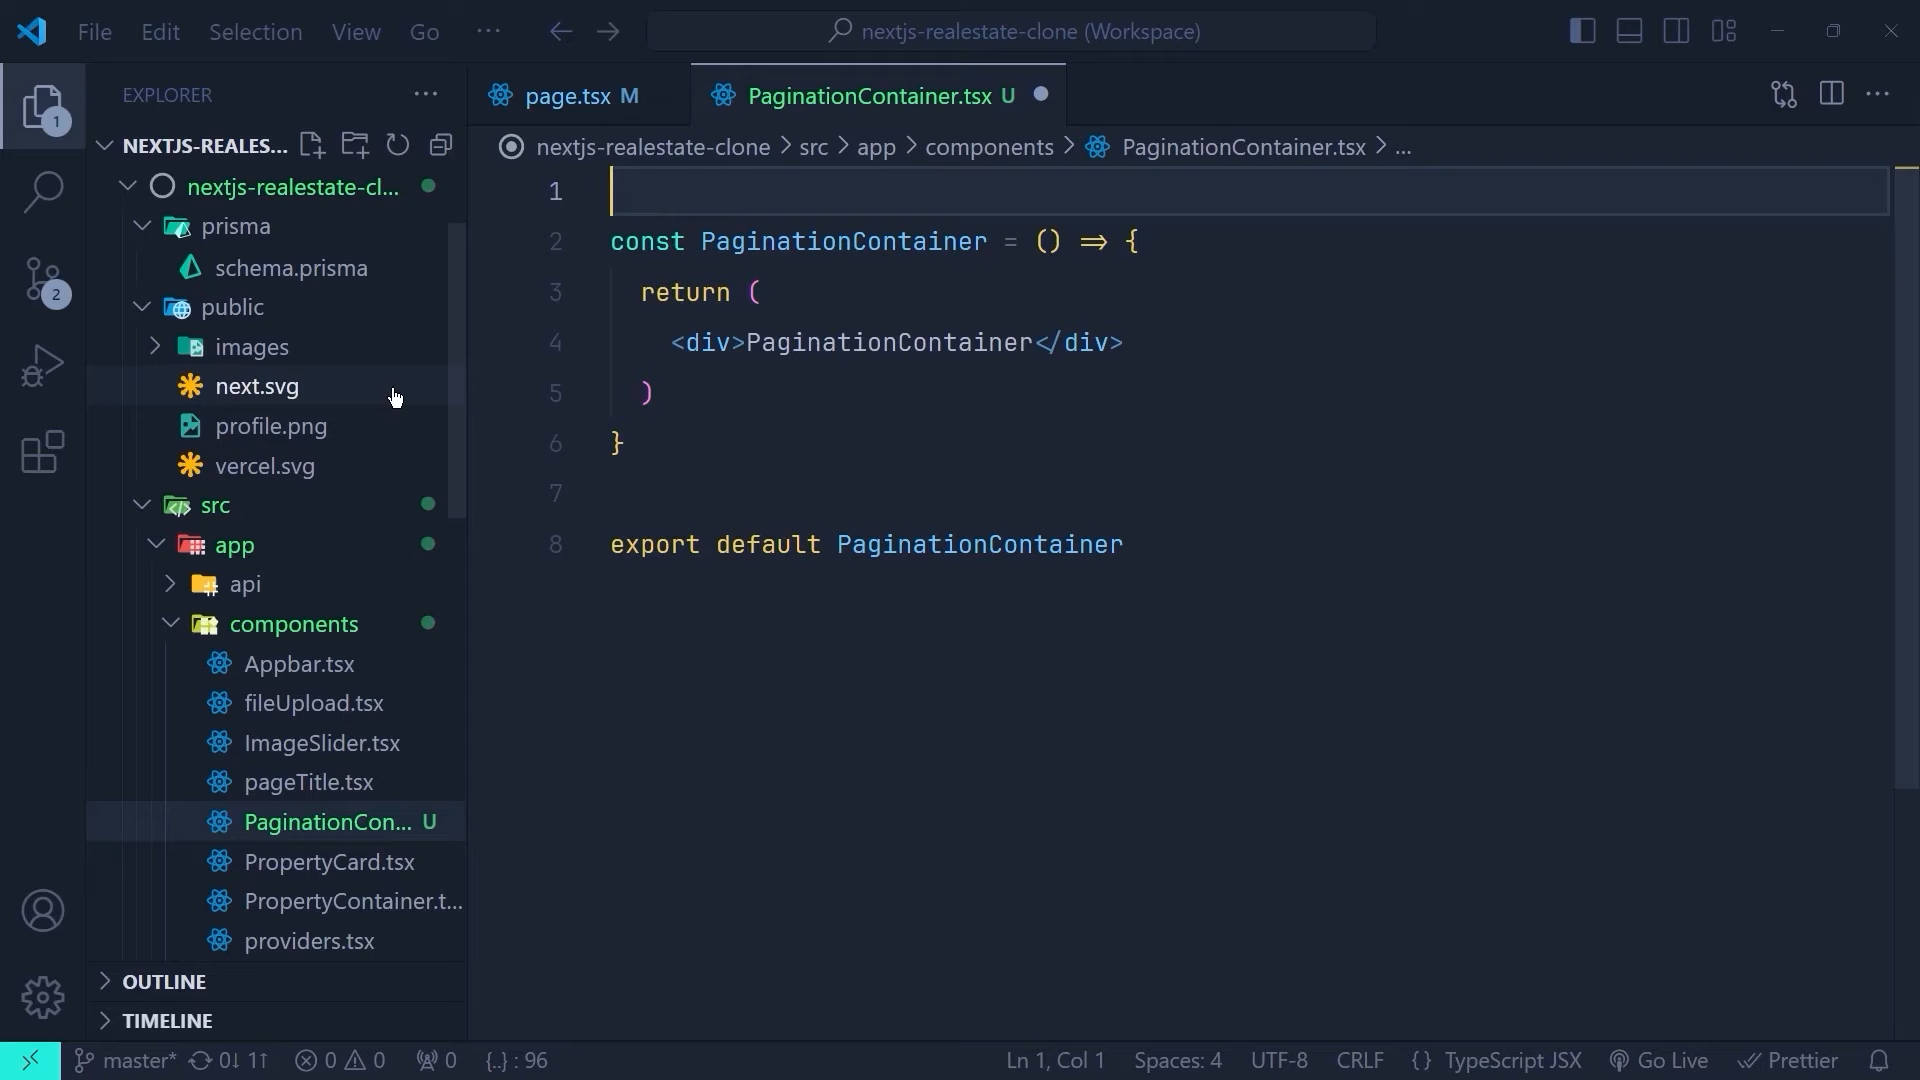 File Edit Selection View Go ··· nextjs-realestate-clone (Workspace)
EXPLORER ···
NEXTJS-REALES...
nextjs-realestate-cl...
prisma
schema.prisma
public
images
next.svg
profile.png
vercel.svg
src
app
api
components
Appbar.tsx
fileUpload.tsx
ImageSlider.tsx
pageTitle.tsx
PaginationCon... U
PropertyCard.tsx
PropertyContainer.t...
providers.tsx
OUTLINE
TIMELINE
1
2
page.tsx M PaginationContainer.tsx U
nextjs-realestate-clone > src > app > components > PaginationContainer.tsx > ...
1
2 const PaginationContainer = () => {
3 return (
4 <div>PaginationContainer</div>
5 )
6 }
7
8 export default PaginationContainer
master* 0↓ 1↑ 0 0 0 {..} : 96 Ln 1, Col 1 Spaces: 4 UTF-8 CRLF {} TypeScript JSX Go Live Prettier